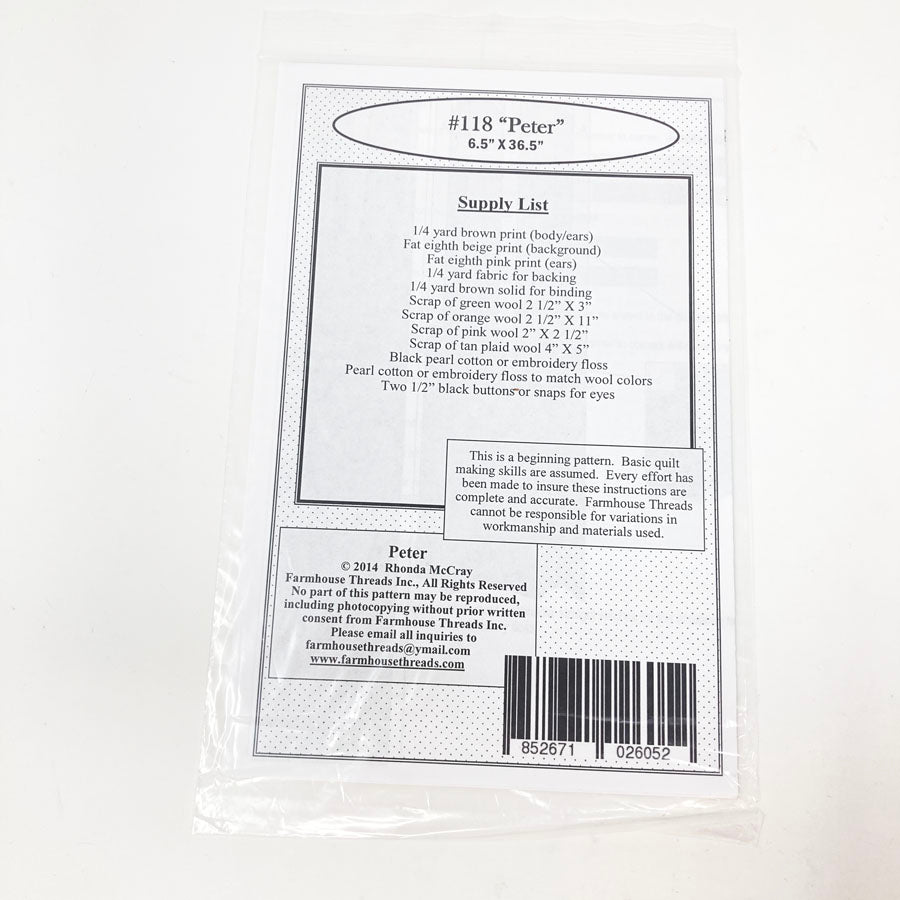 #118 “Peter”
6.5” X 36.5”
Supply List
1/4 yard brown print (body/ears)
Fat eighth beige print (background)
Fat eighth pink print (ears)
1/4 yard fabric for backing
1/4 yard brown solid for binding
Scrap of green wool 2 1/2” X 3”
Scrap of orange wool 2 1/2” X 11”
Scrap of pink wool 2” X 2 1/2”
Scrap of tan plaid wool 4” X 5”
Black pearl cotton or embroidery floss
Pearl cotton or embroidery floss to match wool colors
Two 1/2” black buttons or snaps for eyes
This is a beginning pattern. Basic quilt
making skills are assumed. Every effort has
been made to insure these instructions are
complete and accurate. Farmhouse Threads
cannot be responsible for variations in
workmanship and materials used.
Peter
© 2014 Rhonda McCray
Farmhouse Threads Inc., All Rights Reserved
No part of this pattern may be reproduced,
including photocopying without prior written
consent from Farmhouse Threads Inc.
Please email all inquiries to
farmhousethreads@ymail.com
www.farmhousethreads.com
852671 026052